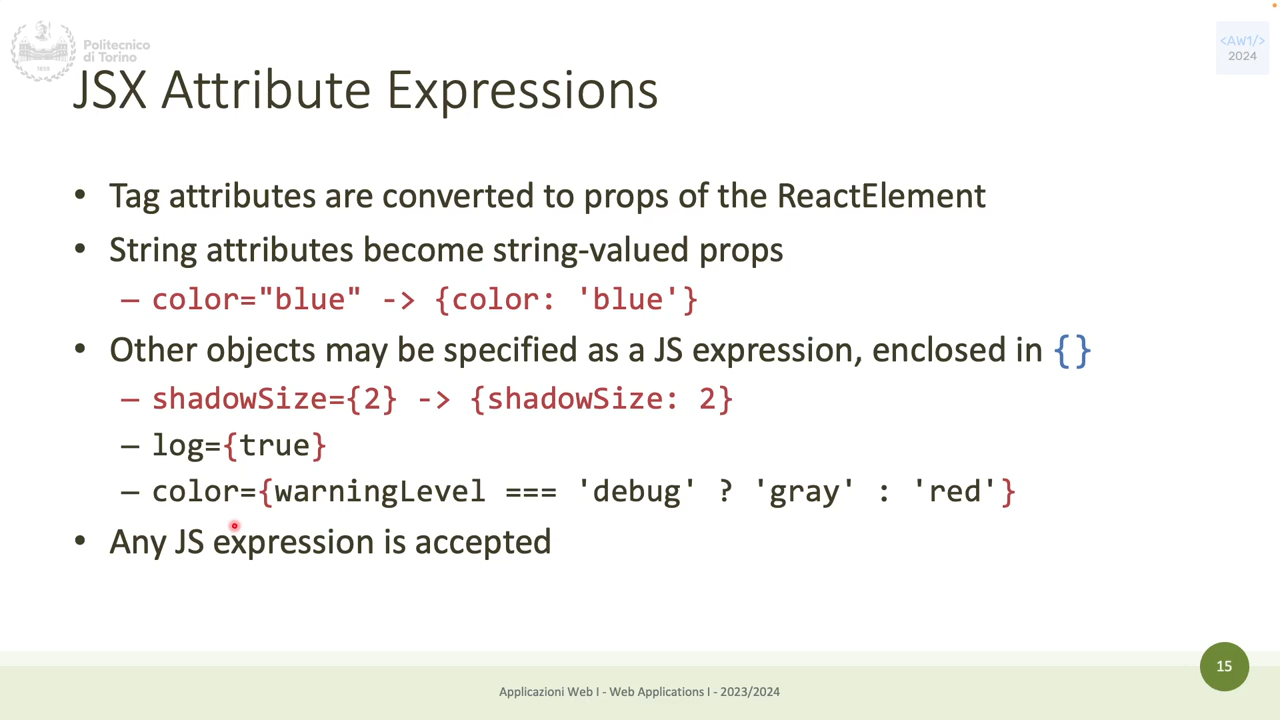 Politecnico
di Torino
<AW1/>
2024
JSX Attribute Expressions
• Tag attributes are converted to props of the ReactElement
• String attributes become string-valued props
– color="blue" -> {color: 'blue'}
• Other objects may be specified as a JS expression, enclosed in {}
– shadowSize={2} -> {shadowSize: 2}
– log={true}
– color={warningLevel === 'debug' ? 'gray' : 'red'}
• Any JS expression is accepted
15
Applicazioni Web I - Web Applications I - 2023/2024